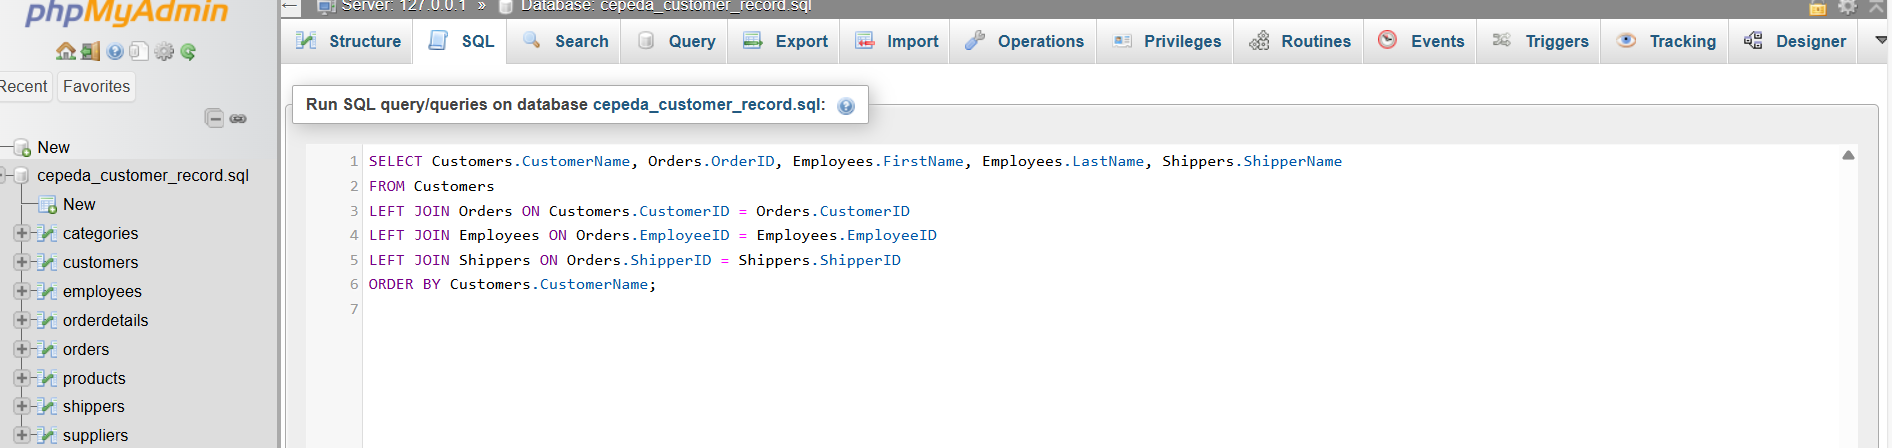 phpMyAdmin
Recent Favorites
New
cepeda_customer_record.sql
New
categories
customers
employees
orderdetails
orders
products
shippers
suppliers
Server: 127.0.0.1 » Database: cepeda_customer_record.sql
Structure SQL Search Query Export Import Operations Privileges Routines Events Triggers Tracking Designer
Run SQL query/queries on database cepeda_customer_record.sql:
1 SELECT Customers.CustomerName, Orders.OrderID, Employees.FirstName, Employees.LastName, Shippers.ShipperName
2 FROM Customers
3 LEFT JOIN Orders ON Customers.CustomerID = Orders.CustomerID
4 LEFT JOIN Employees ON Orders.EmployeeID = Employees.EmployeeID
5 LEFT JOIN Shippers ON Orders.ShipperID = Shippers.ShipperID
6 ORDER BY Customers.CustomerName;
7